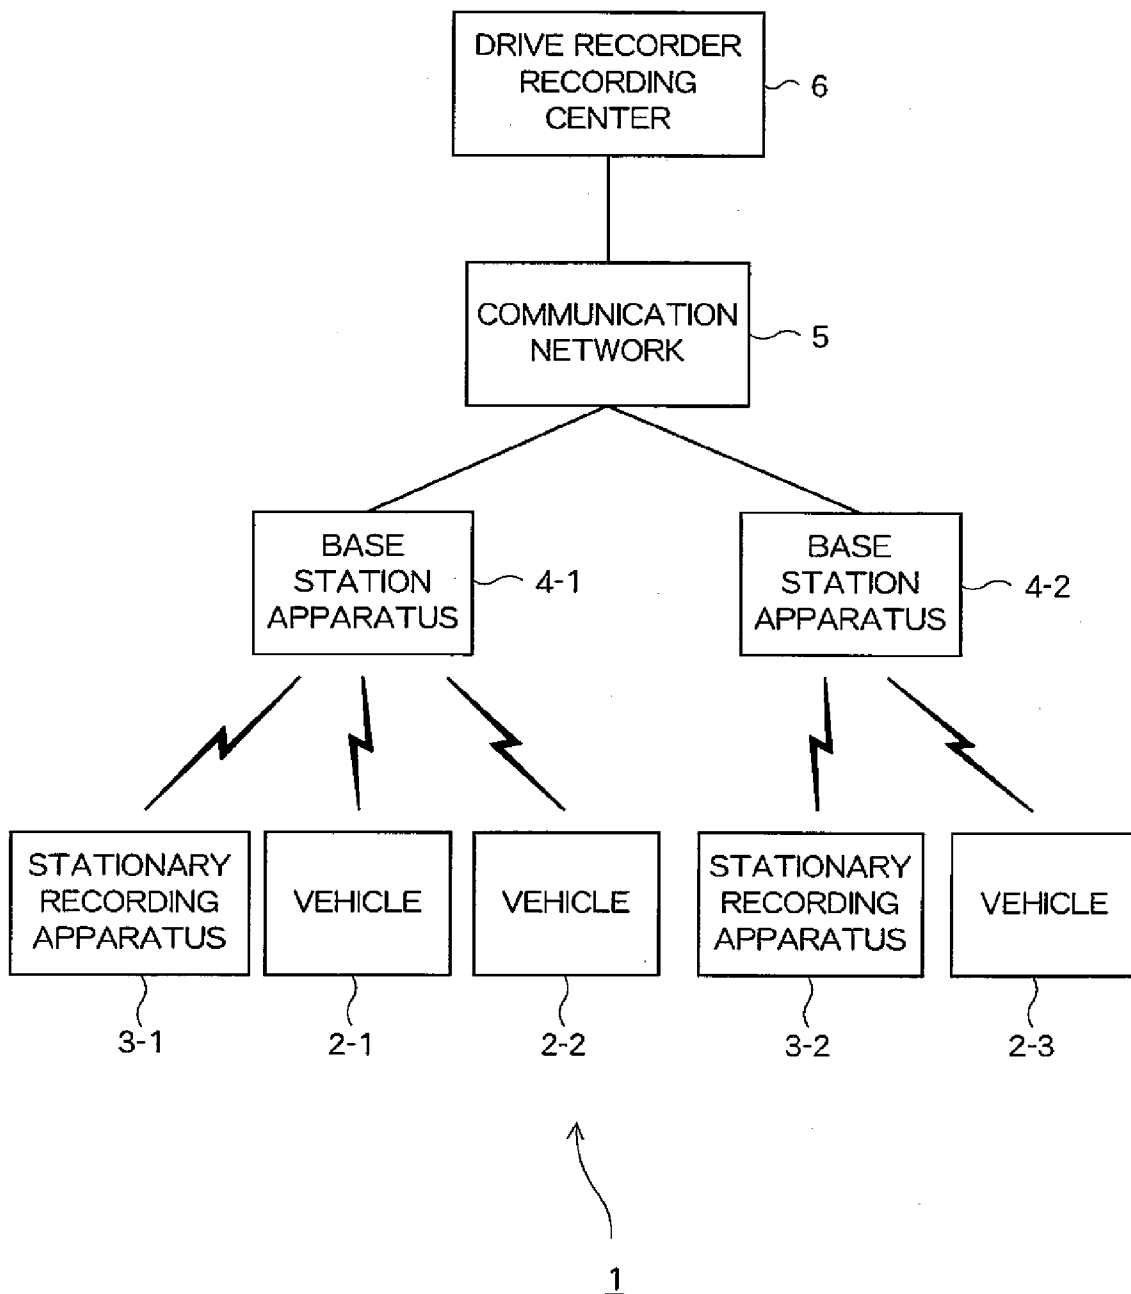 DRIVE RECORDER
RECORDING
CENTER
6
COMMUNICATION
NETWORK
5
BASE
STATION
APPARATUS
4-1
BASE
STATION
APPARATUS
4-2
STATIONARY
RECORDING
APPARATUS
3-1
VEHICLE
2-1
VEHICLE
2-2
STATIONARY
RECORDING
APPARATUS
3-2
VEHICLE
2-3
1